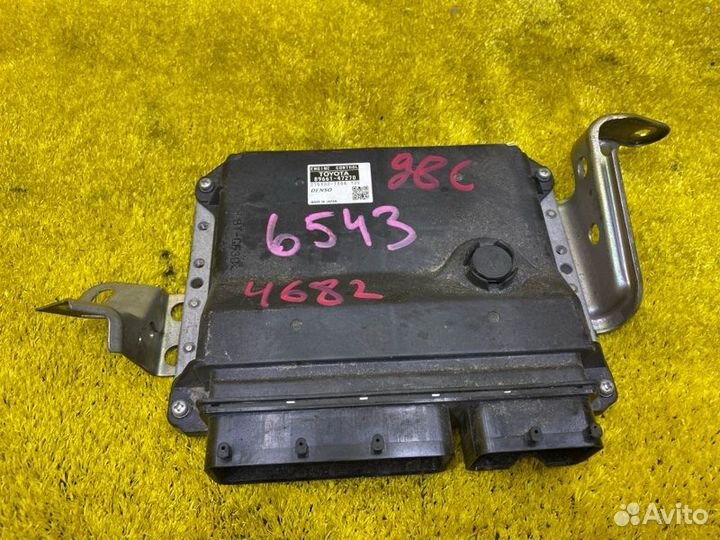 ENGINE CONTROL
TOYOTA
89661-47270
DENSO
MADE IN JAPAN
98C
6543
4682
Avito